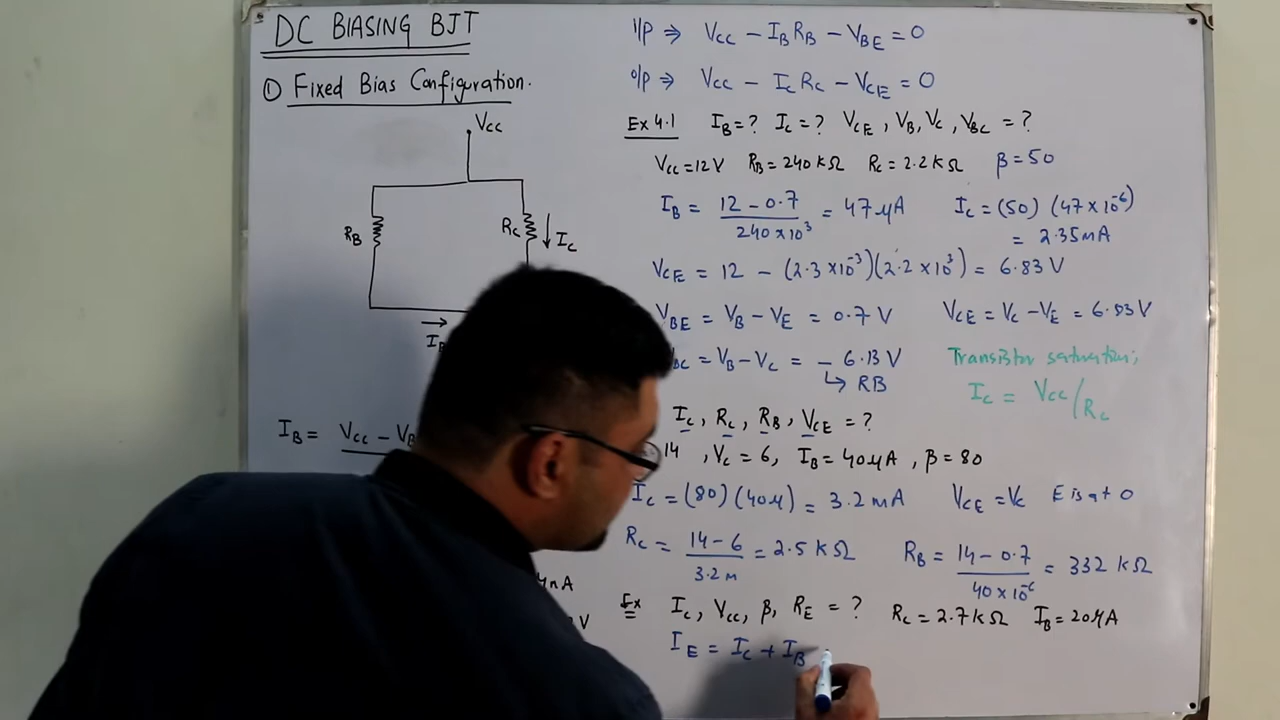 DC BIASING BJT
① Fixed Bias Configuration.
Vcc
RB
Rc
Ic
IB = Vcc - VB
I/P ⇒ Vcc - IB RB - VBE = 0
O/P ⇒ Vcc - Ic Rc - VCE = 0
Ex 4.1 IB = ? Ic = ? VCE, VB, Vc, VBC = ?
Vcc = 12 V RB = 240 kΩ Rc = 2.2 kΩ β = 50
IB = 12 - 0.7 / 240 × 10³ = 47 μA Ic = (50) (47 × 10⁻⁶)
= 2.35 mA
VCE = 12 - (2.3 × 10⁻³)(2.2 × 10³) = 6.83 V
VBE = VB - VE = 0.7 V VCE = Vc - VE = 6.83 V
BC = VB - Vc = - 6.13 V Transistor saturation;
↳ RB
Ic = Vcc / Rc
Ic, Rc, RB, VCE = ?
14, Vc = 6, IB = 40 μA, β = 80
Ic = (80) (40μ) = 3.2 mA VCE = Vc E is at 0
Rc = 14 - 6 / 3.2 m = 2.5 kΩ RB = 14 - 0.7 / 40 × 10⁻⁶ = 332 kΩ
Ex Ic, Vcc, β, RE = ? Rc = 2.7 kΩ IB = 20 μA
IE = Ic + IB